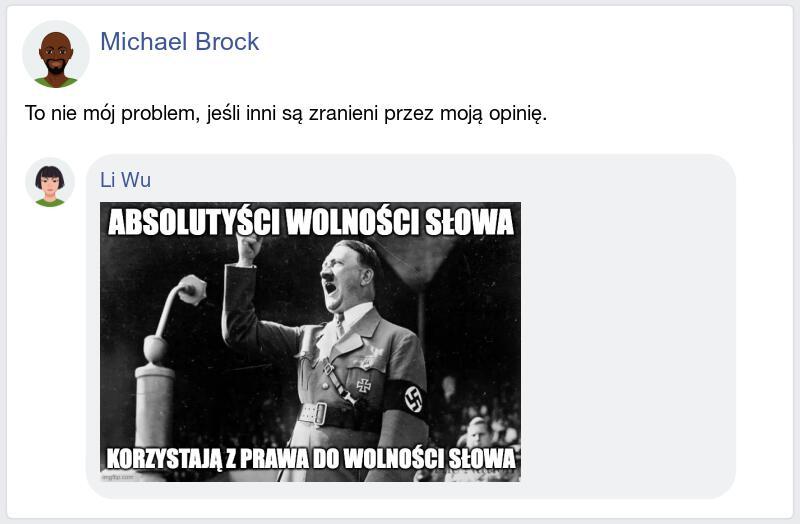 Michael Brock
To nie mój problem, jeśli inni są zranieni przez moją opinię.
Li Wu
ABSOLUTYŚCI WOLNOŚCI SŁOWA
KORZYSTAJĄ Z PRAWA DO WOLNOŚCI SŁOWA
imgflip.com